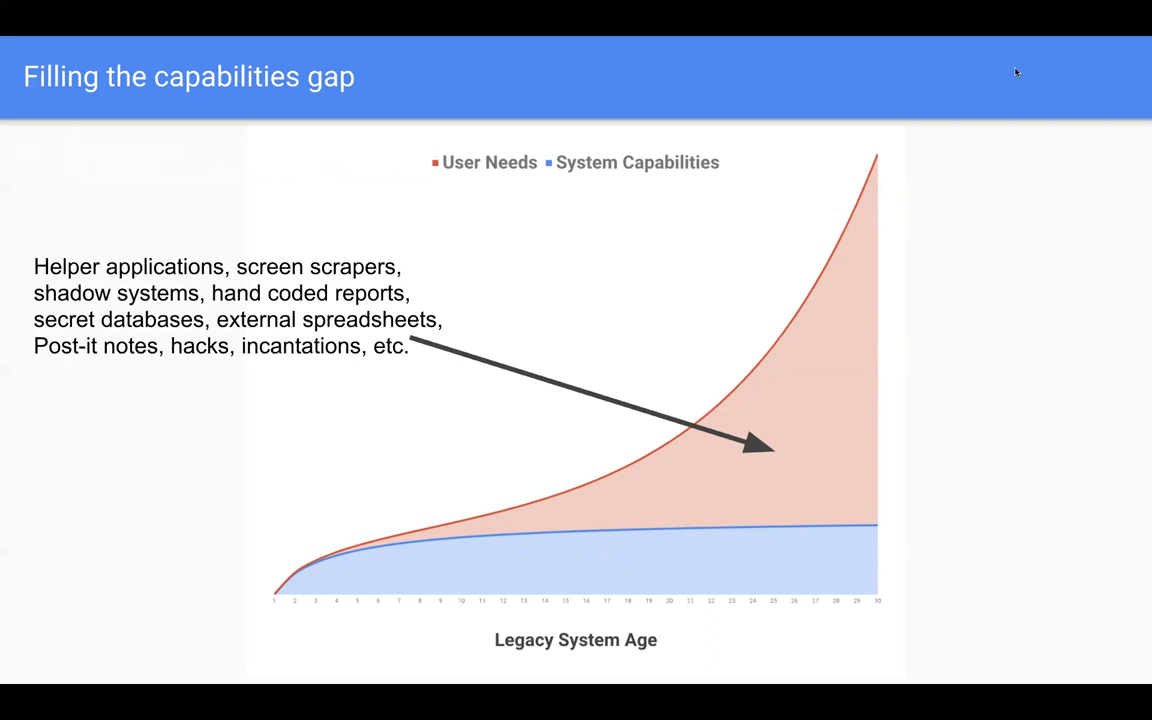 Filling the capabilities gap
User Needs System Capabilities
Helper applications, screen scrapers,
shadow systems, hand coded reports,
secret databases, external spreadsheets,
Post-it notes, hacks, incantations, etc.
1 2 3 4 5 6 7 8 9 10 11 12 13 14 15 16 17 18 19 20 21 22 23 24 25 26 27 28 29 30
Legacy System Age